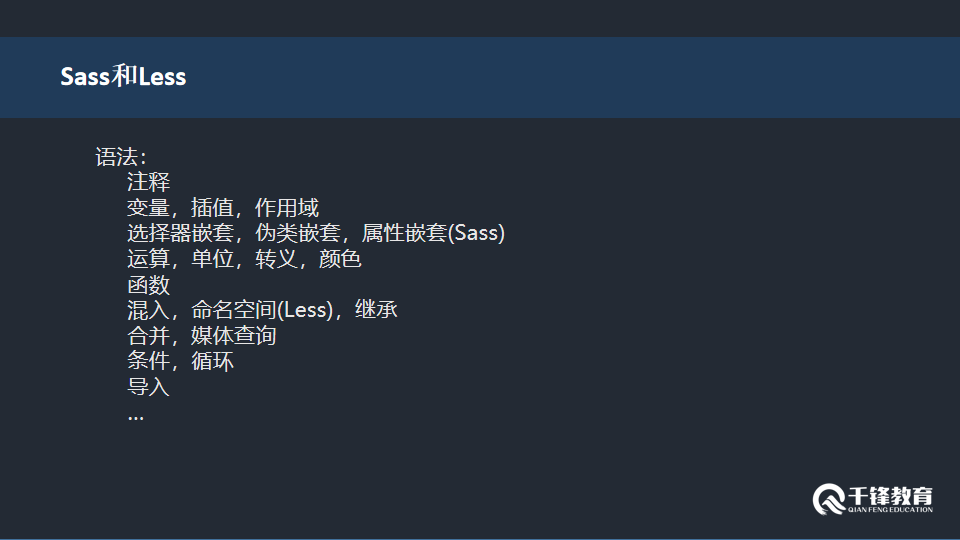 Sass和Less
语法：
注释
变量，插值，作用域
选择器嵌套，伪类嵌套，属性嵌套(Sass)
运算，单位，转义，颜色
函数
混入，命名空间(Less)，继承
合并，媒体查询
条件，循环
导入
…
千锋教育
QIAN FENG EDUCATION